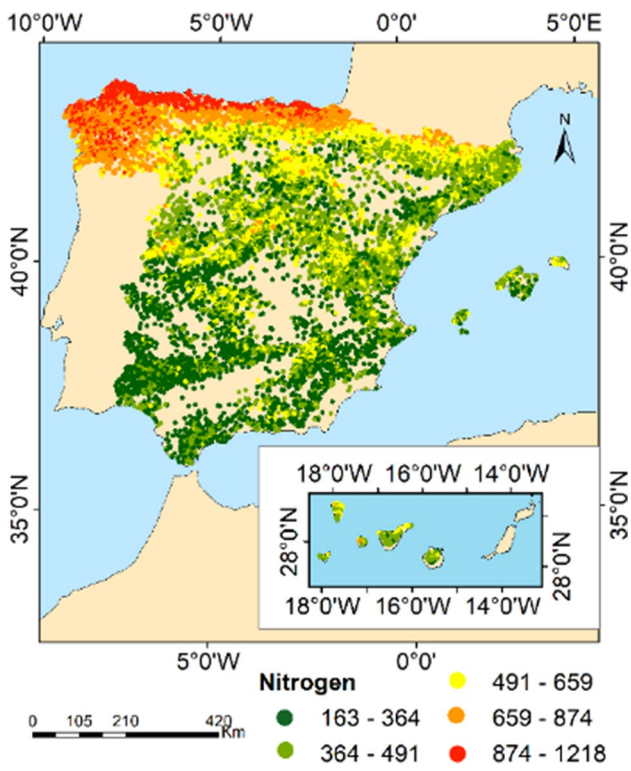 10°0'W 5°0'W 0°0' 5°0'E
N
40°0'N 40°0'N
35°0'N 35°0'N
18°0'W 16°0'W 14°0'W
28°0'N 28°0'N
18°0'W 16°0'W 14°0'W
5°0'W 0°0'
Nitrogen
491 - 659
0 105 210 420 Km
163 - 364
659 - 874
364 - 491
874 - 1218